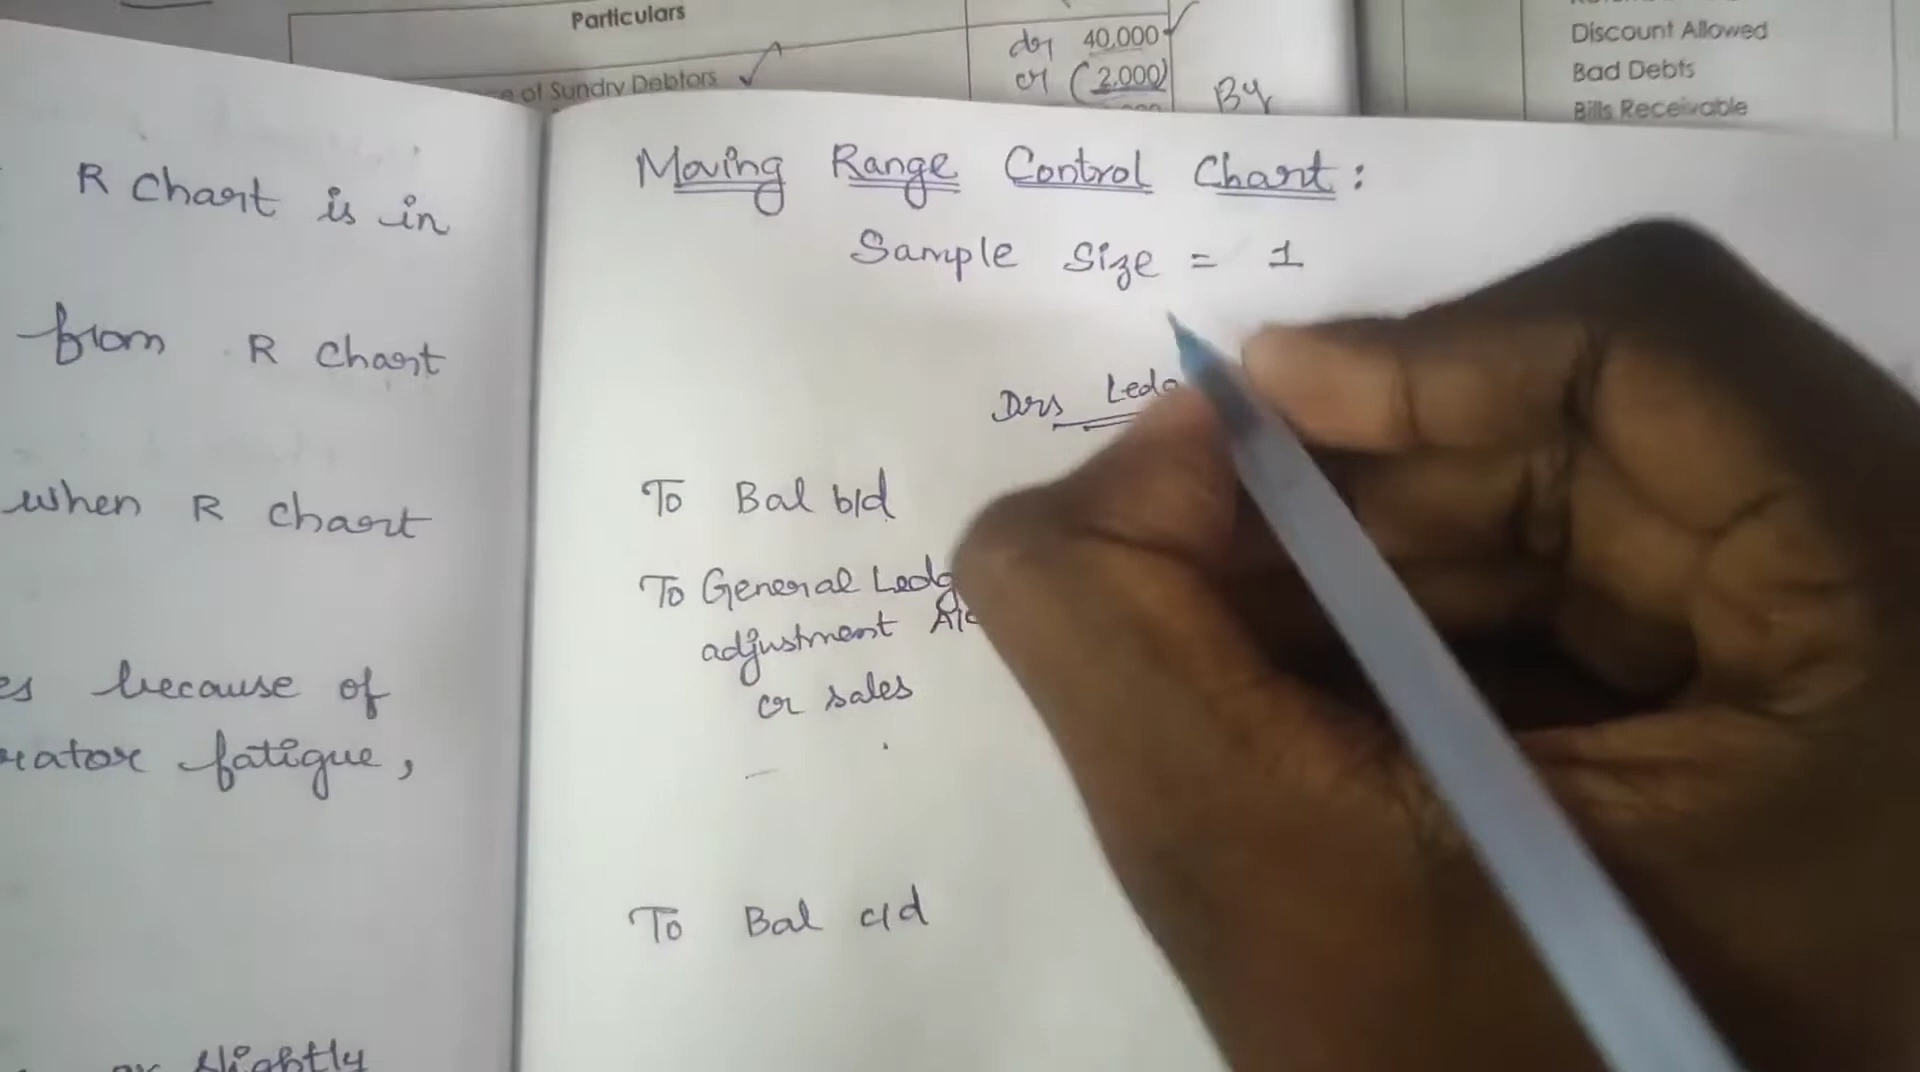 Particulars
of Sundry Debtors
dr 40,000
cr (2,000)
By
Discount Allowed
Bad Debts
Bills Receivable
R chart is in
from R chart
when R chart
because of
fatigue,
slightly
Moving Range Control Chart:
Sample Size = 1
Drs
To Bal b/d
To General
adjustment A/c
cr sales
To Bal c/d